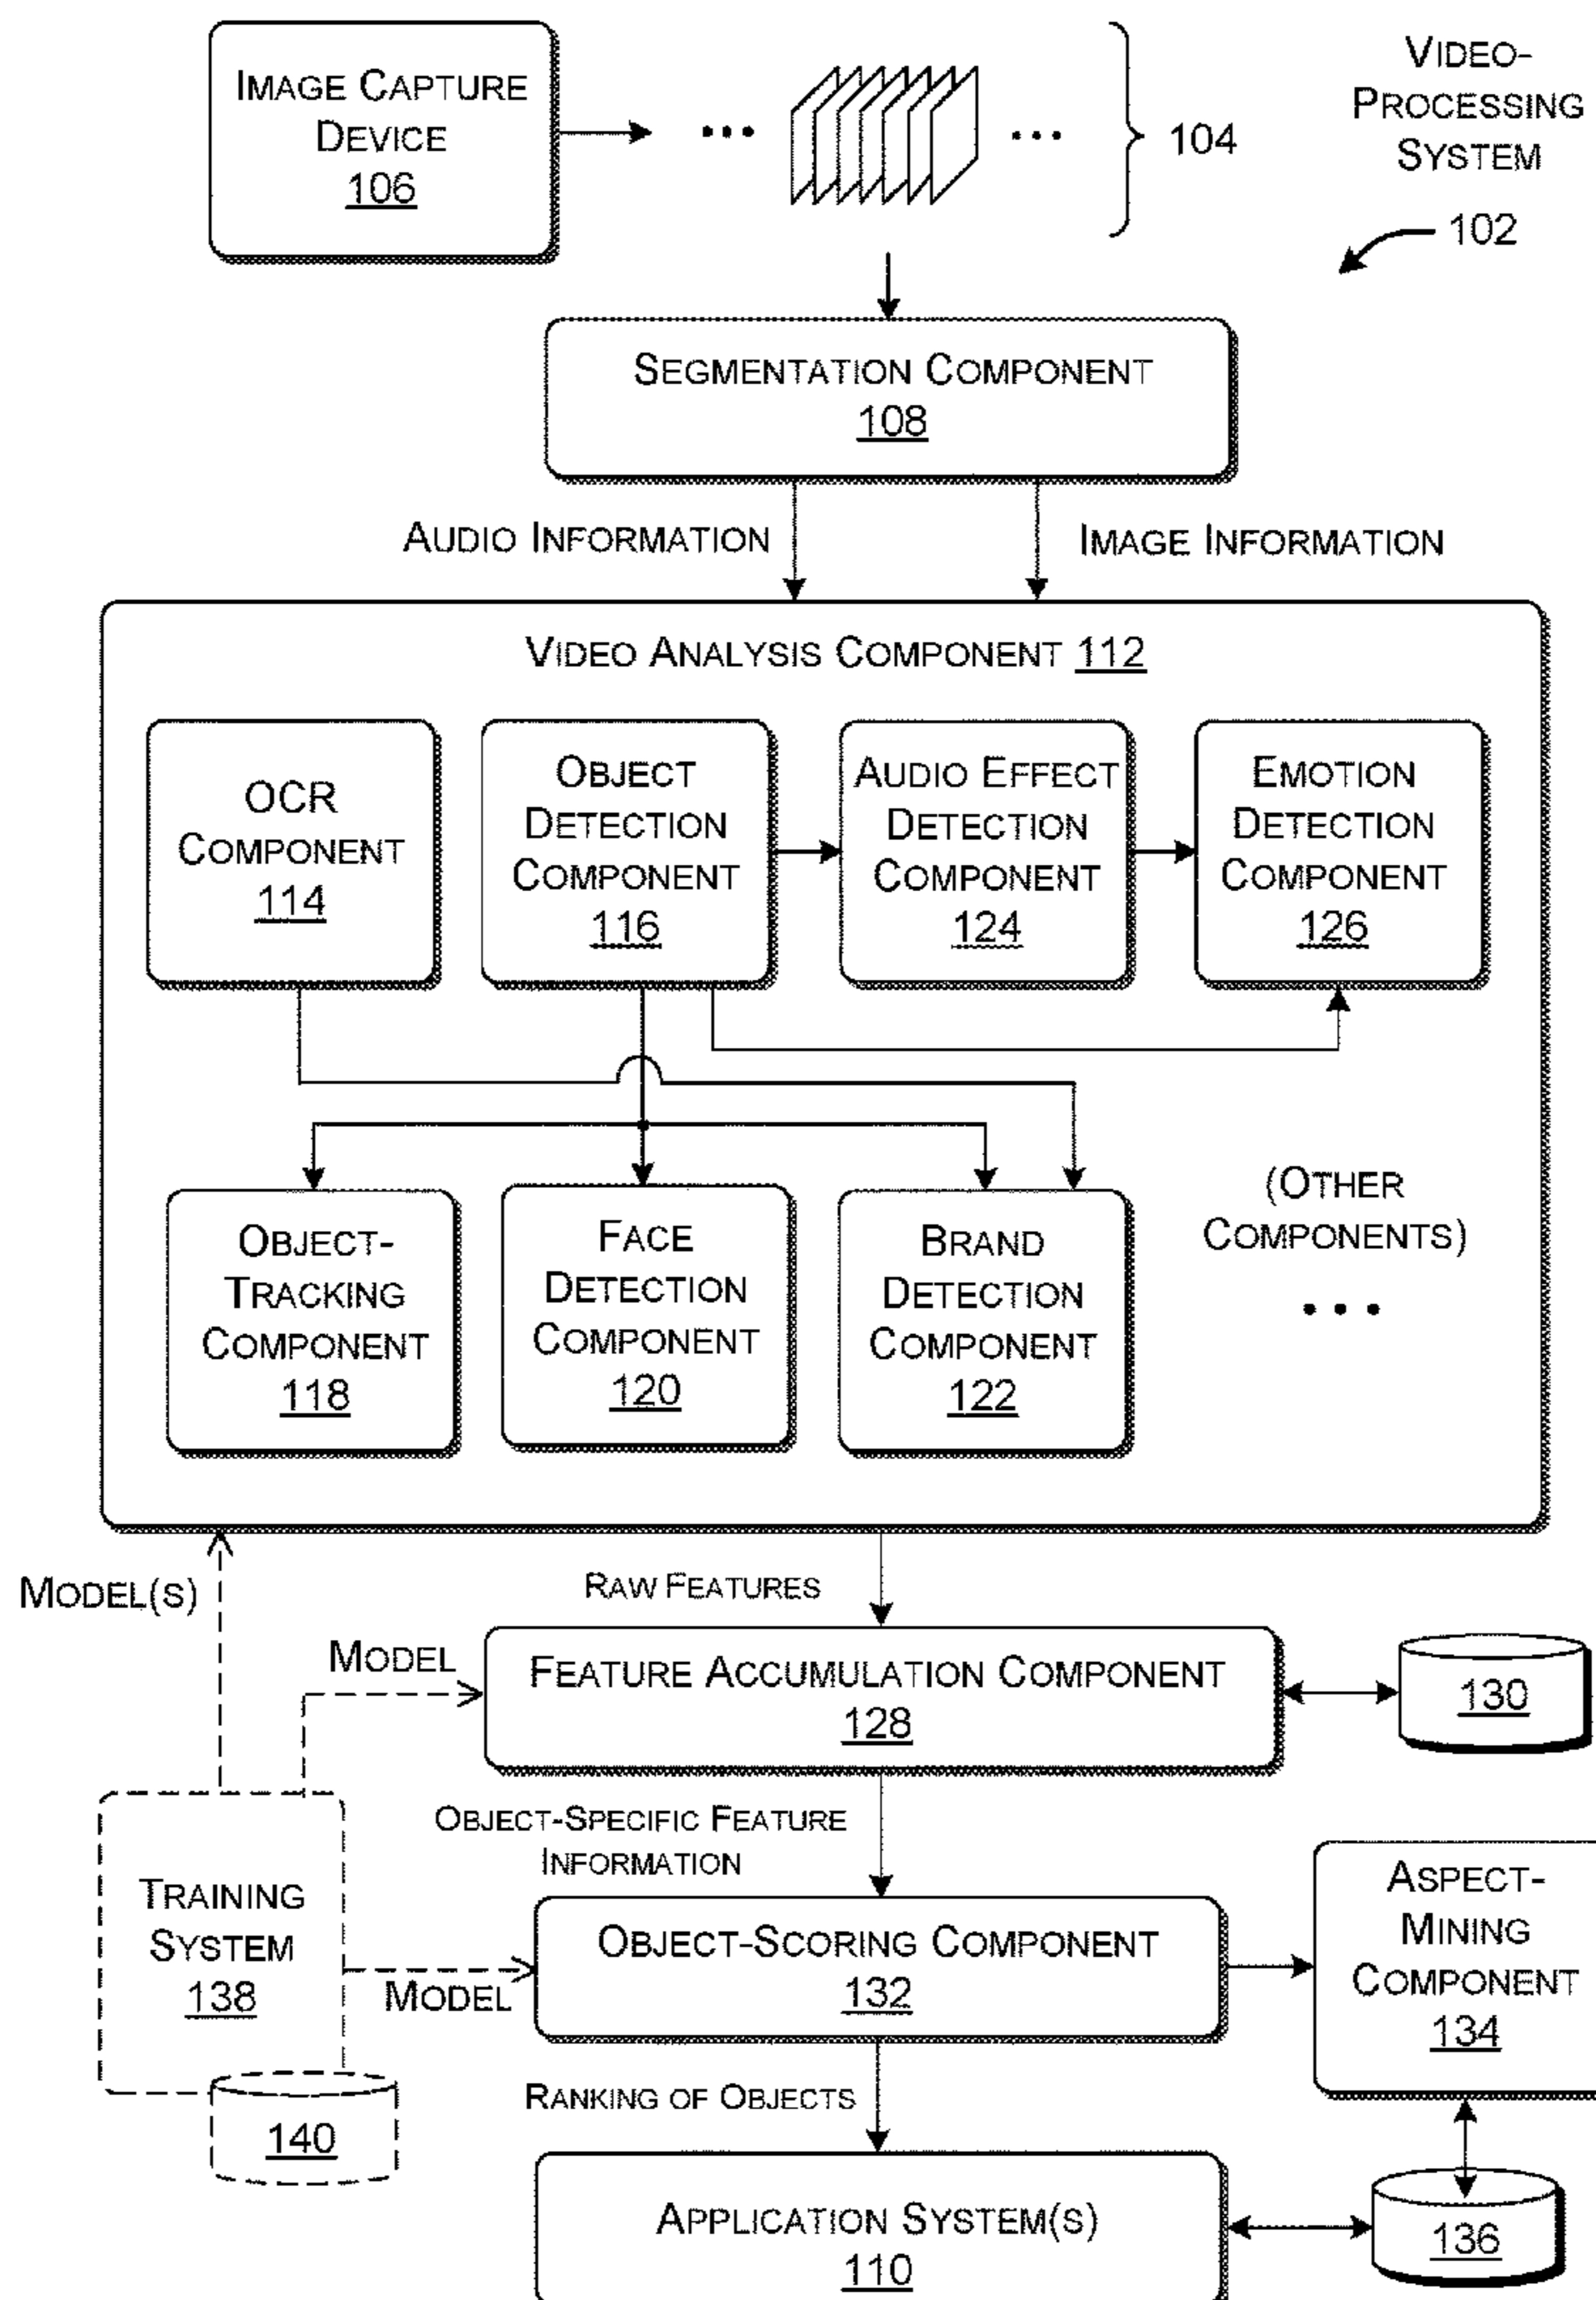 IMAGE CAPTURE
DEVICE
106
104
VIDEO-
PROCESSING
SYSTEM
102
SEGMENTATION COMPONENT
108
AUDIO INFORMATION
IMAGE INFORMATION
VIDEO ANALYSIS COMPONENT 112
OCR
COMPONENT
114
OBJECT
DETECTION
COMPONENT
116
AUDIO EFFECT
DETECTION
COMPONENT
124
EMOTION
DETECTION
COMPONENT
126
OBJECT-
TRACKING
COMPONENT
118
FACE
DETECTION
COMPONENT
120
BRAND
DETECTION
COMPONENT
122
(OTHER
COMPONENTS)
MODEL(S)
RAW FEATURES
MODEL
FEATURE ACCUMULATION COMPONENT
128
130
OBJECT-SPECIFIC FEATURE
INFORMATION
TRAINING
SYSTEM
138
MODEL
OBJECT-SCORING COMPONENT
132
ASPECT-
MINING
COMPONENT
134
140
RANKING OF OBJECTS
APPLICATION SYSTEM(S)
110
136